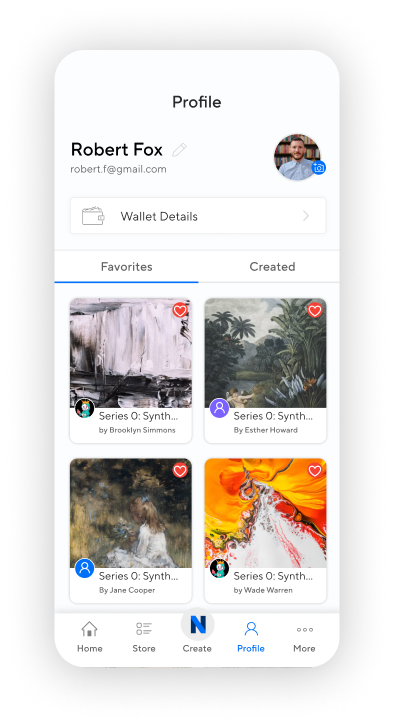 Profile
Robert Fox
robert.f@gmail.com
Wallet Details
Favorites Created
Series 0: Synth... Series 0: Synth...
by Brooklyn Simmons By Esther Howard
Series 0: Synth... Series 0: Synth...
By Jane Cooper by Wade Warren
N
Home Store Create Profile More